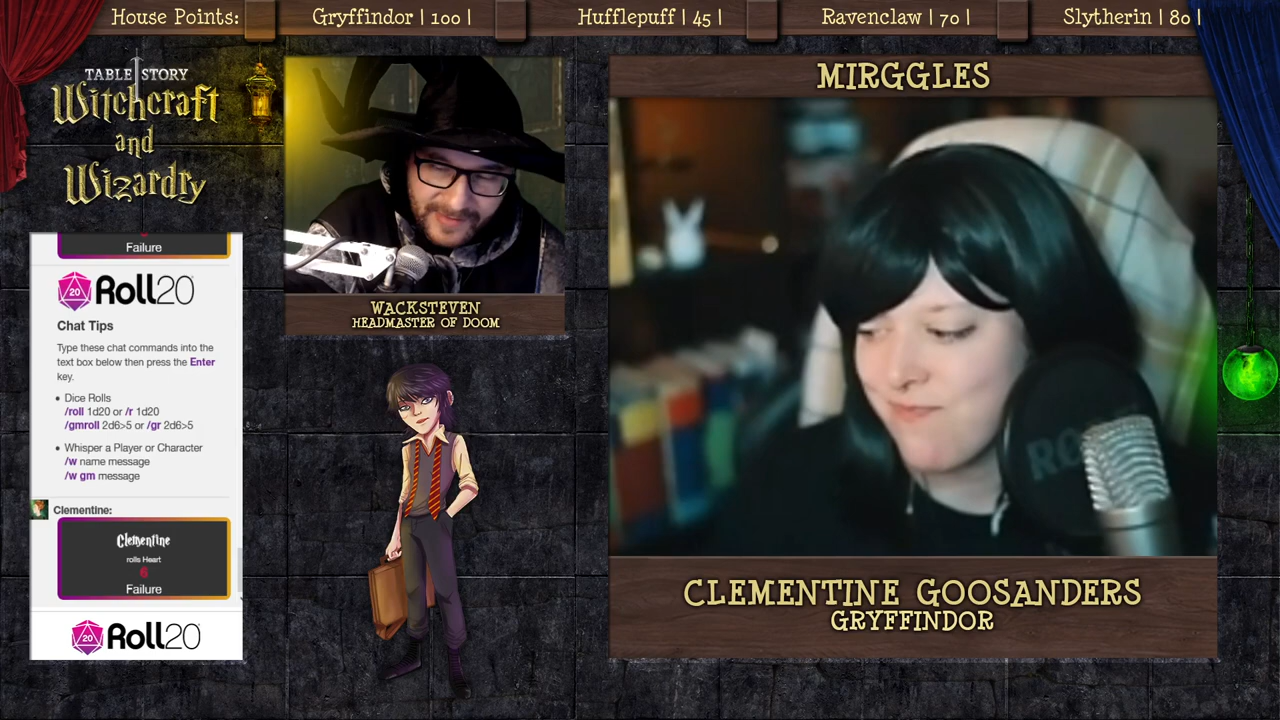 House Points:
Gryffindor | 100 |
Hufflepuff | 45 |
Ravenclaw | 70 |
Slytherin | 80 |
TABLE STORY
Witchcraft
and
Wizardry
Failure
20 Roll20
Chat Tips
Type these chat commands into the
text box below then press the Enter
key.
• Dice Rolls
/roll 1d20 or /r 1d20
/gmroll 2d6>5 or /gr 2d6>5
• Whisper a Player or Character
/w name message
/w gm message
Clementine:
Clementine
rolls Heart
6
Failure
20 Roll20
WACKSTEVEN
HEADMASTER OF DOOM
MIRGGLES
CLEMENTINE GOOSANDERS
GRYFFINDOR